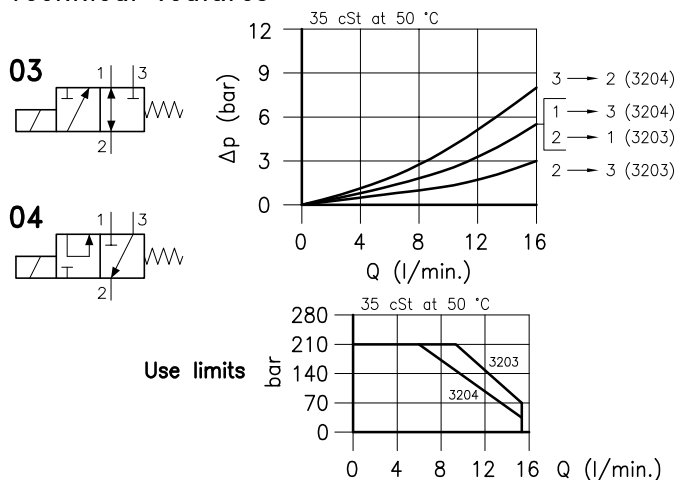 35 cSt at 50 °C
03
1 3
2
04
1 3
2
Δp (bar)
12
9
6
3
0
0 4 8 12 16
Q (l/min.)
3 → 2 (3204)
1 → 3 (3204)
2 → 1 (3203)
2 → 3 (3203)
35 cSt at 50 °C
Use limits
bar
280
210
140
70
0
3203
3204
0 4 8 12 16 Q (l/min.)